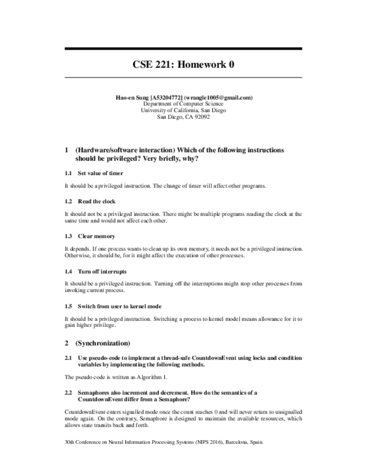 CSE 221: Homework 0
Hao-en Sung [A53204772] (wrangle1005@gmail.com)
Department of Computer Science
University of California, San Diego
San Diego, CA 92092
1 (Hardware/software interaction) Which of the following instructions
should be privileged? Very briefly, why?
1.1 Set value of timer
It should be a privileged instruction. The change of timer will affect other programs.
1.2 Read the clock
It should not be a privileged instruction. There might be multiple programs reading the clock at the
same time and would not affect each other.
1.3 Clear memory
It depends. If one process wants to clean up its own memory, it needs not be a privileged instruction.
Otherwise, it should be, for it might affect the execution of other processes.
1.4 Turn off interrupts
It should be a privileged instruction. Turning off the interruptions might stop other processes from
invoking current process.
1.5 Switch from user to kernel mode
It should be a privileged instruction. Switching a process to kernel model means allowance for it to
gain higher privilege.
2 (Synchronization)
2.1 Use pseudo-code to implement a thread-safe CountdownEvent using locks and condition
variables by implementing the following methods.
The pseudo code is written as Algorithm 1.
2.2 Semaphores also increment and decrement. How do the semantics of a
CountdownEvent differ from a Semaphore?
CountdownEvent enters signalled mode once the count reaches 0 and will never return to unsignalled
mode again. On the contrary, Semaphore is designed to maintain the available resources, which
allows state transits back and forth.
30th Conference on Neural Information Processing Systems (NIPS 2016), Barcelona, Spain.